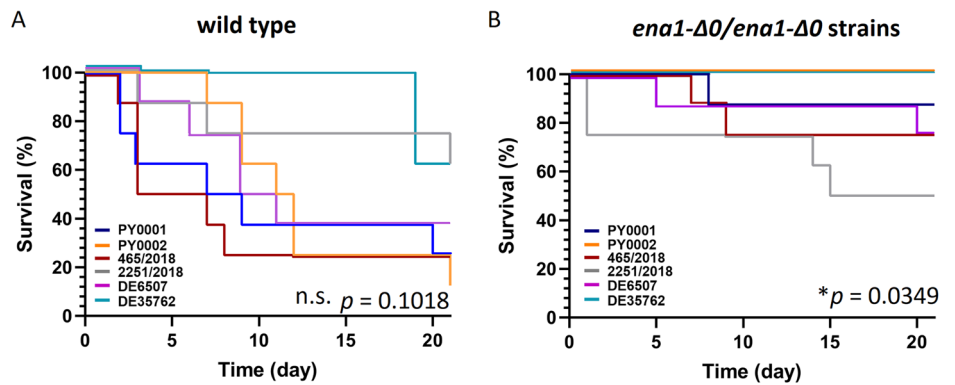 A
wild type
Survival (%)
100
80
60
40
20
0
PY0001
PY0002
465/2018
2251/2018
DE6507
DE35762
n.s. p = 0.1018
0 5 10 15 20
Time (day)
B
ena1-Δ0/ena1-Δ0 strains
Survival (%)
100
80
60
40
20
0
PY0001
PY0002
465/2018
2251/2018
DE6507
DE35762
*p = 0.0349
0 5 10 15 20
Time (day)